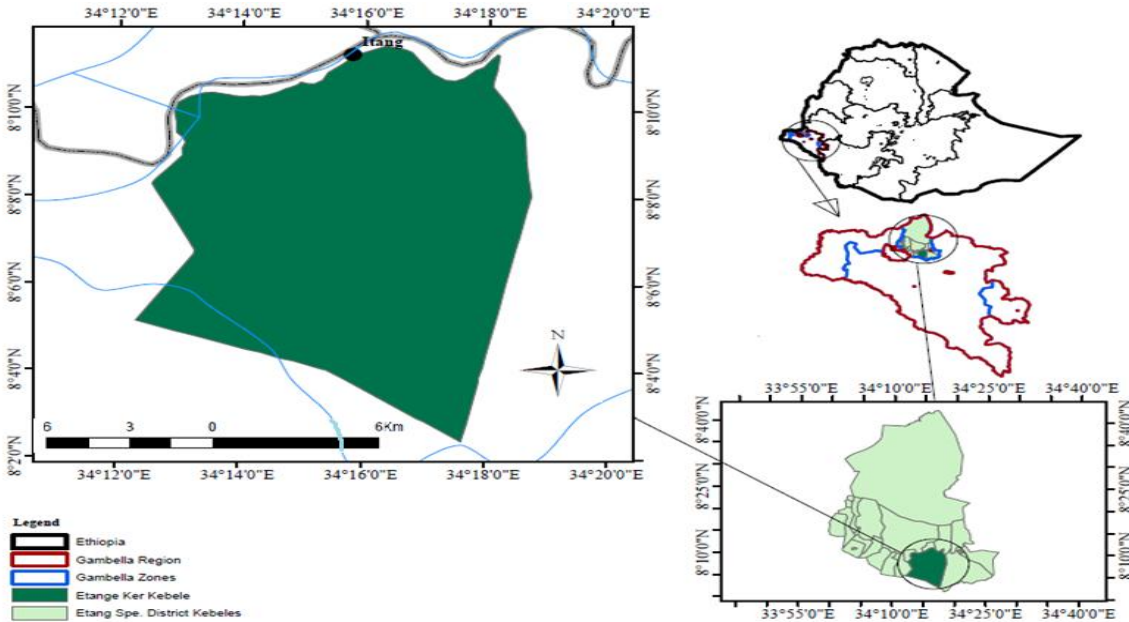 34°12'0"E 34°14'0"E 34°16'0"E 34°18'0"E 34°20'0"E
Itang
8°10'0"N 8°10'0"N
8°8'0"N 8°8'0"N
8°6'0"N 8°6'0"N
8°4'0"N 8°4'0"N
8°2'0"N 8°2'0"N
N
6 3 0 6Km
34°12'0"E 34°14'0"E 34°16'0"E 34°18'0"E 34°20'0"E
33°55'0"E 34°10'0"E 34°25'0"E 34°40'0"E
8°40'0"N 8°40'0"N
8°25'0"N 8°25'0"N
8°10'0"N 8°10'0"N
33°55'0"E 34°10'0"E 34°25'0"E 34°40'0"E
Legend
Ethiopia
Gambella Region
Gambella Zones
Etange Ker Kebele
Etang Spe. District Kebeles